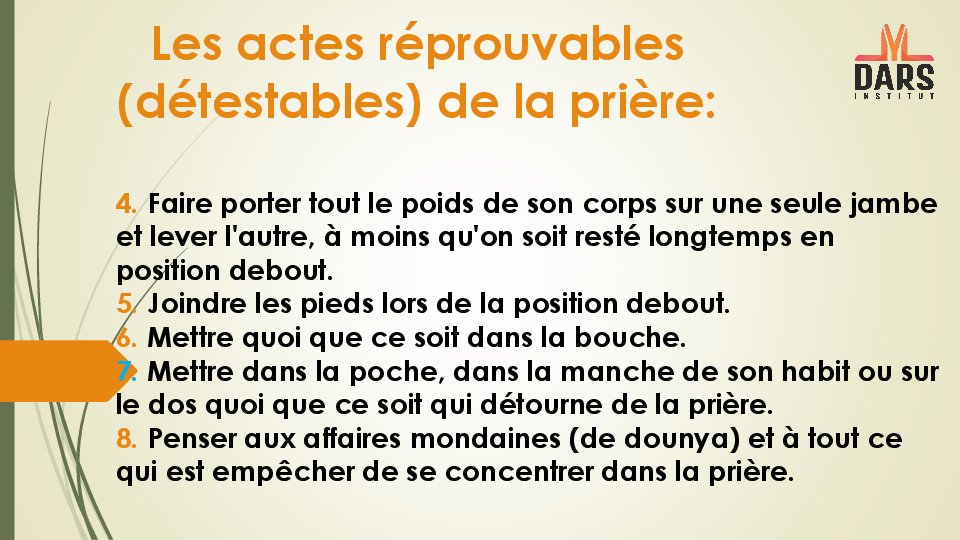 Les actes réprouvables
(détestables) de la prière:
DARS
INSTITUT
4. Faire porter tout le poids de son corps sur une seule jambe
et lever l'autre, à moins qu'on soit resté longtemps en
position debout.
5. Joindre les pieds lors de la position debout.
6. Mettre quoi que ce soit dans la bouche.
7. Mettre dans la poche, dans la manche de son habit ou sur
le dos quoi que ce soit qui détourne de la prière.
8. Penser aux affaires mondaines (de dounya) et à tout ce
qui est empêcher de se concentrer dans la prière.